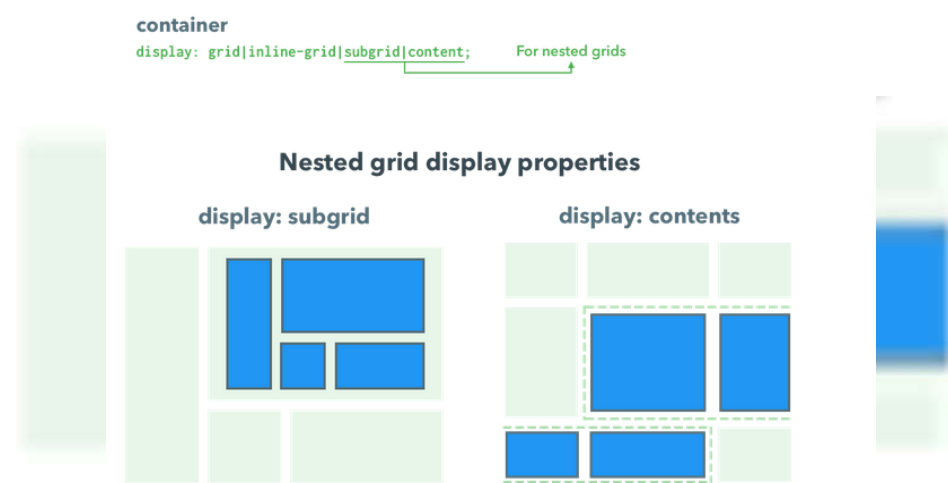 container
display: grid|inline-grid|subgrid|content; For nested grids
Nested grid display properties
display: subgrid display: contents